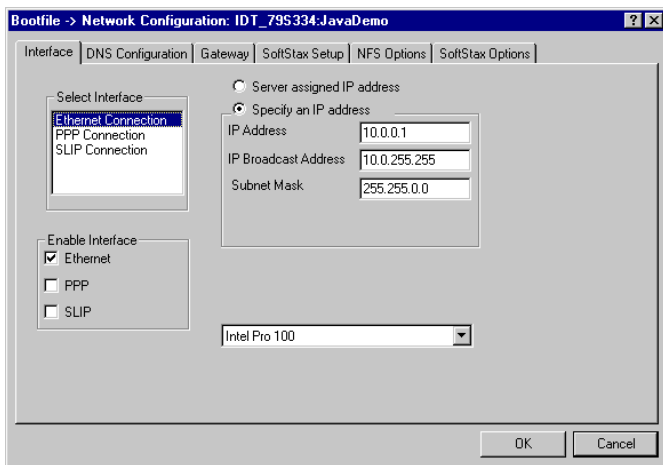 Bootfile -> Network Configuration: IDT_79S334:JavaDemo
Interface DNS Configuration Gateway SoftStax Setup NFS Options SoftStax Options
Select Interface
Ethernet Connection
PPP Connection
SLIP Connection
Server assigned IP address
Specify an IP address
IP Address 10.0.0.1
IP Broadcast Address 10.0.255.255
Subnet Mask 255.255.0.0
Enable Interface
Ethernet
PPP
SLIP
Intel Pro 100
OK Cancel